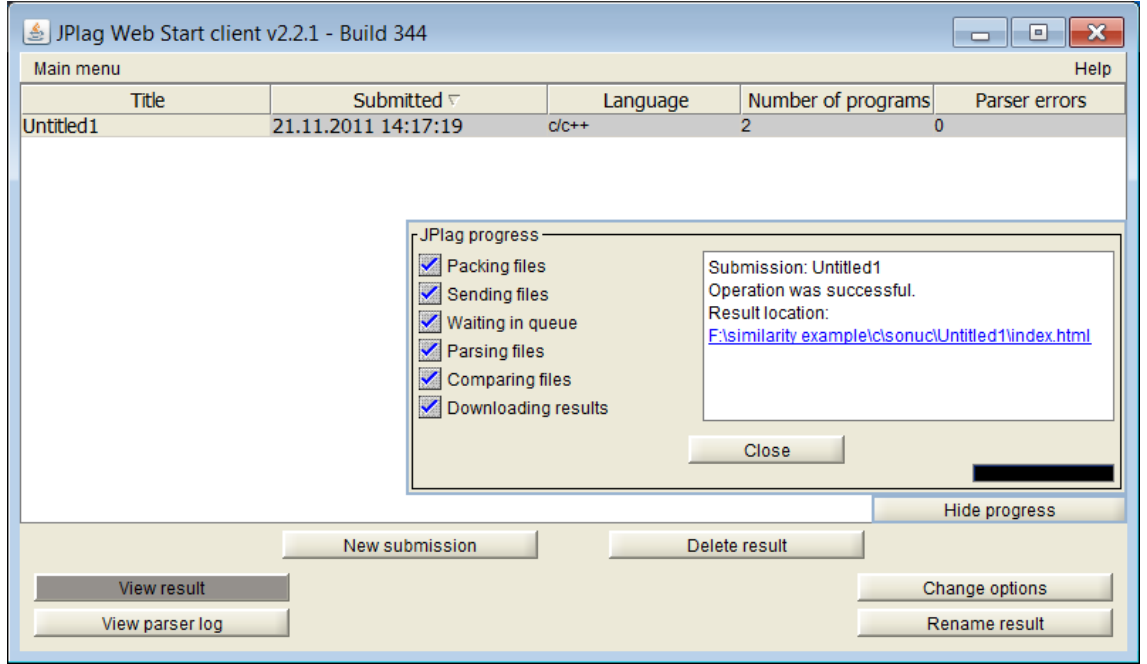 JPlag Web Start client v2.2.1 - Build 344
Main menu Help
Title Submitted Language Number of programs Parser errors
Untitled1 21.11.2011 14:17:19 c/c++ 2 0
JPlag progress
Packing files
Sending files
Waiting in queue
Parsing files
Comparing files
Downloading results
Submission: Untitled1
Operation was successful.
Result location:
F:\similarity example\c\sonuc\Untitled1\index.html
Close
Hide progress
New submission Delete result
View result Change options
View parser log Rename result